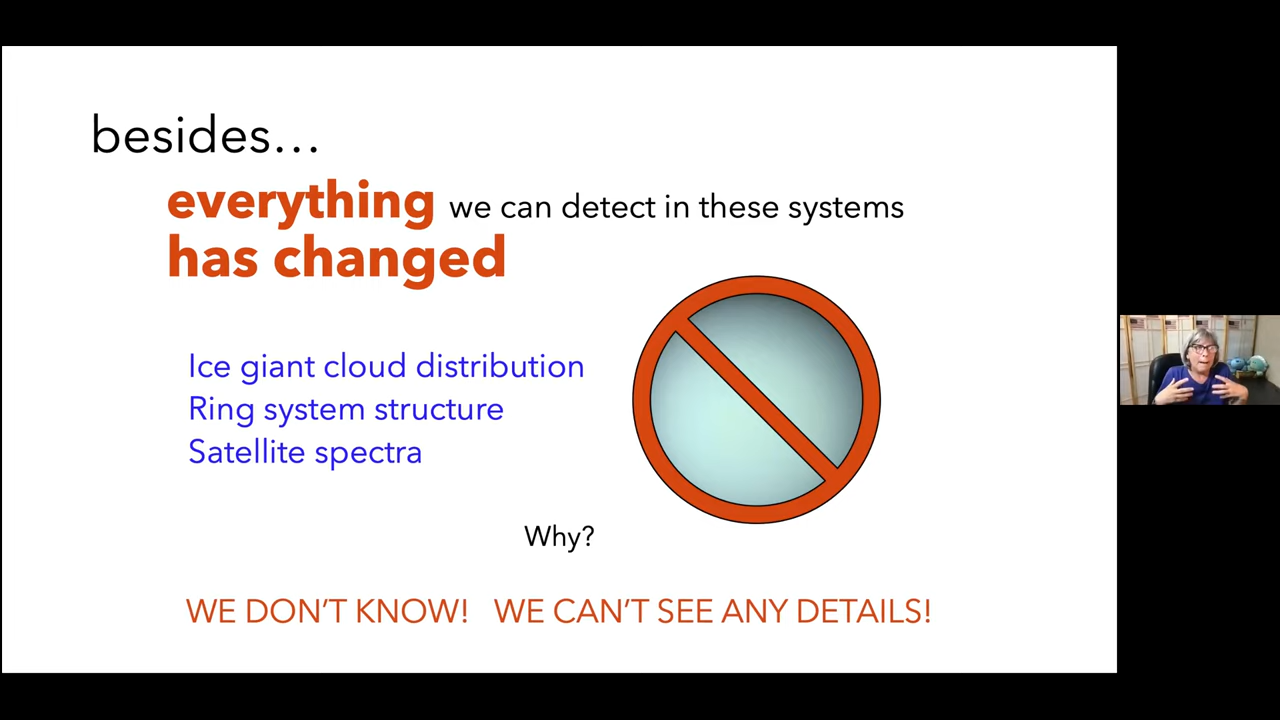 besides...
everything we can detect in these systems
has changed
Ice giant cloud distribution
Ring system structure
Satellite spectra
Why?
WE DON'T KNOW! WE CAN'T SEE ANY DETAILS!